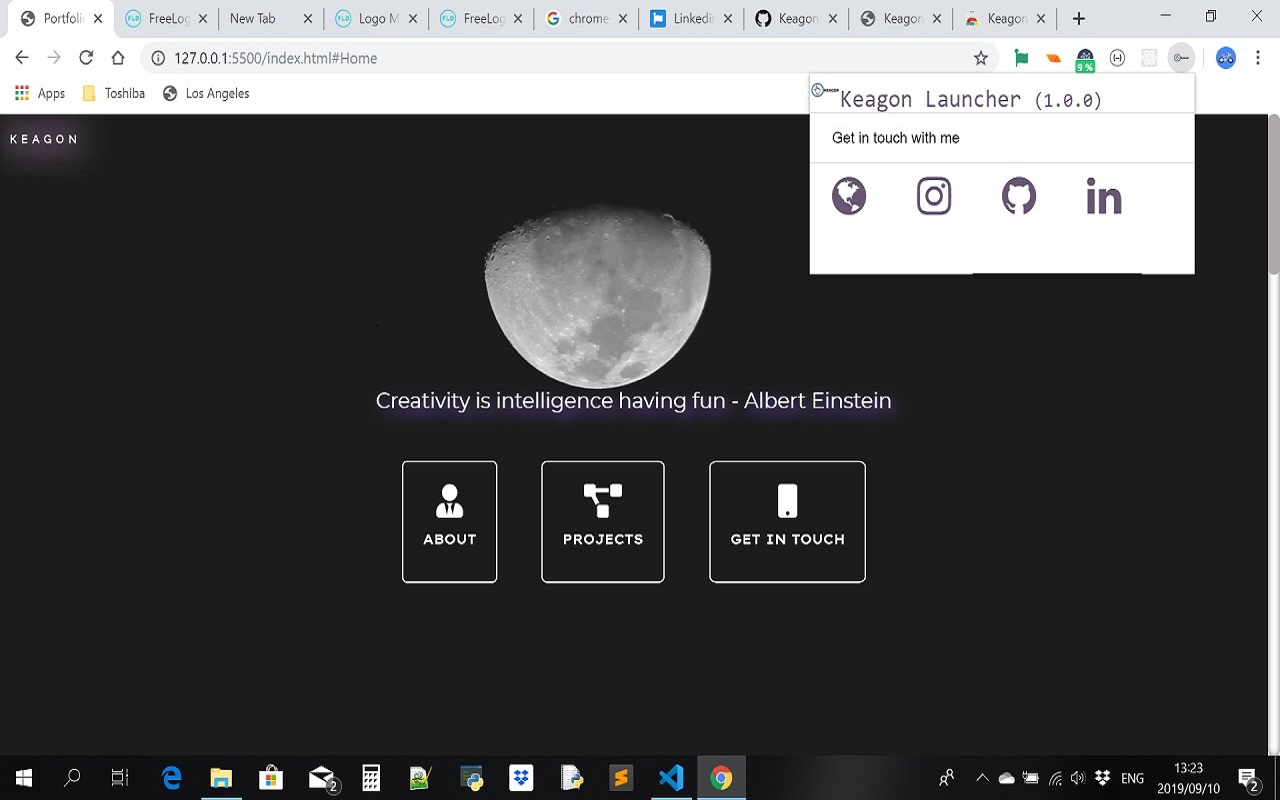 Portfoli
FreeLog
New Tab
Logo M
FreeLog
chrome
Linkedi
Keagon
Keagon
Keagon
127.0.0.1:5500/index.html#Home
9 %
Apps
Toshiba
Los Angeles
KEAGON
Keagon Launcher (1.0.0)
Get in touch with me
KEAGON
Creativity is intelligence having fun - Albert Einstein
ABOUT
PROJECTS
GET IN TOUCH
2
ENG
13:23
2019/09/10
2